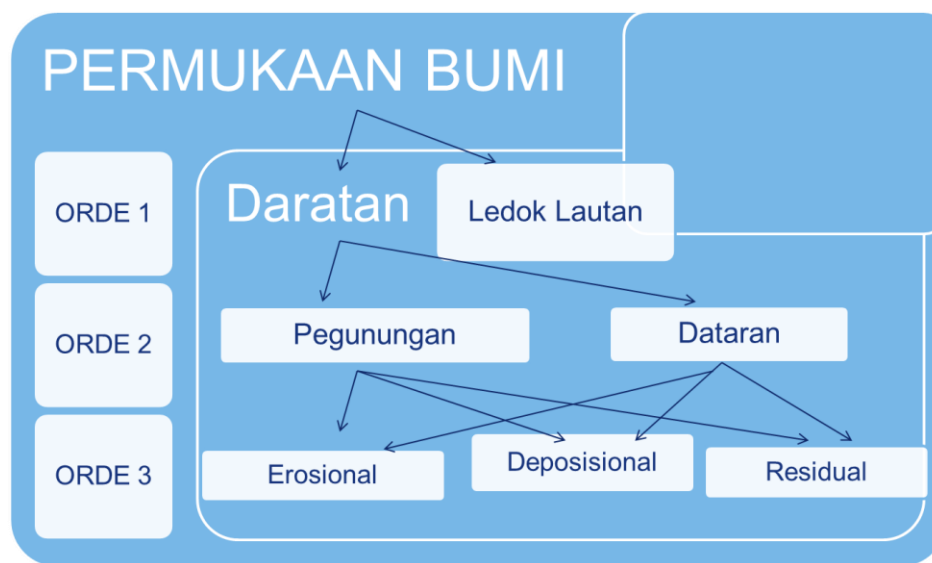 PERMUKAAN BUMI
ORDE 1
Daratan
Ledok Lautan
ORDE 2
Pegunungan
Dataran
ORDE 3
Erosional
Deposisional
Residual